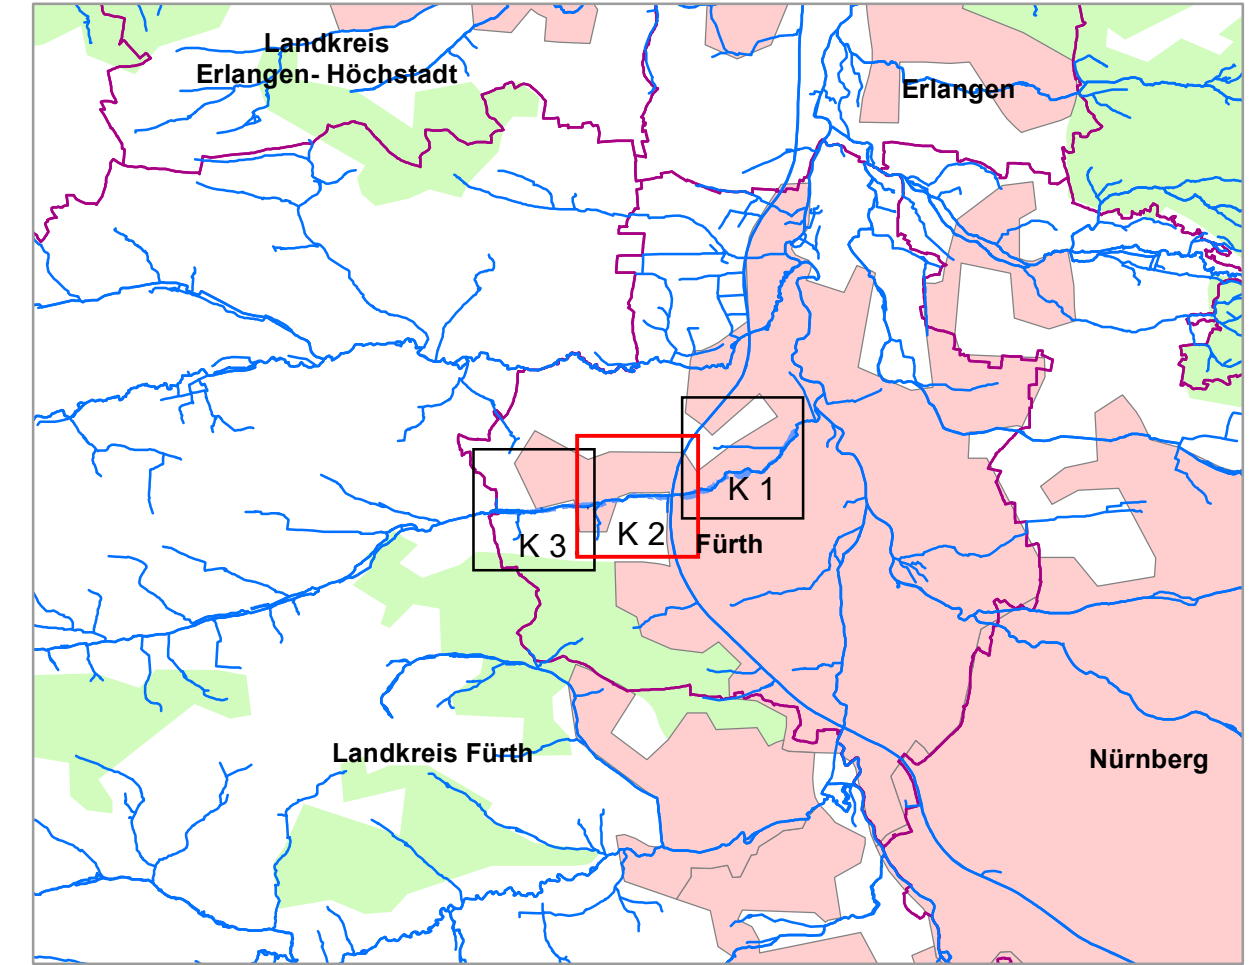 Landkreis
Erlangen- Höchstadt
Erlangen
K 1
K 2
K 3
Fürth
Landkreis Fürth
Nürnberg